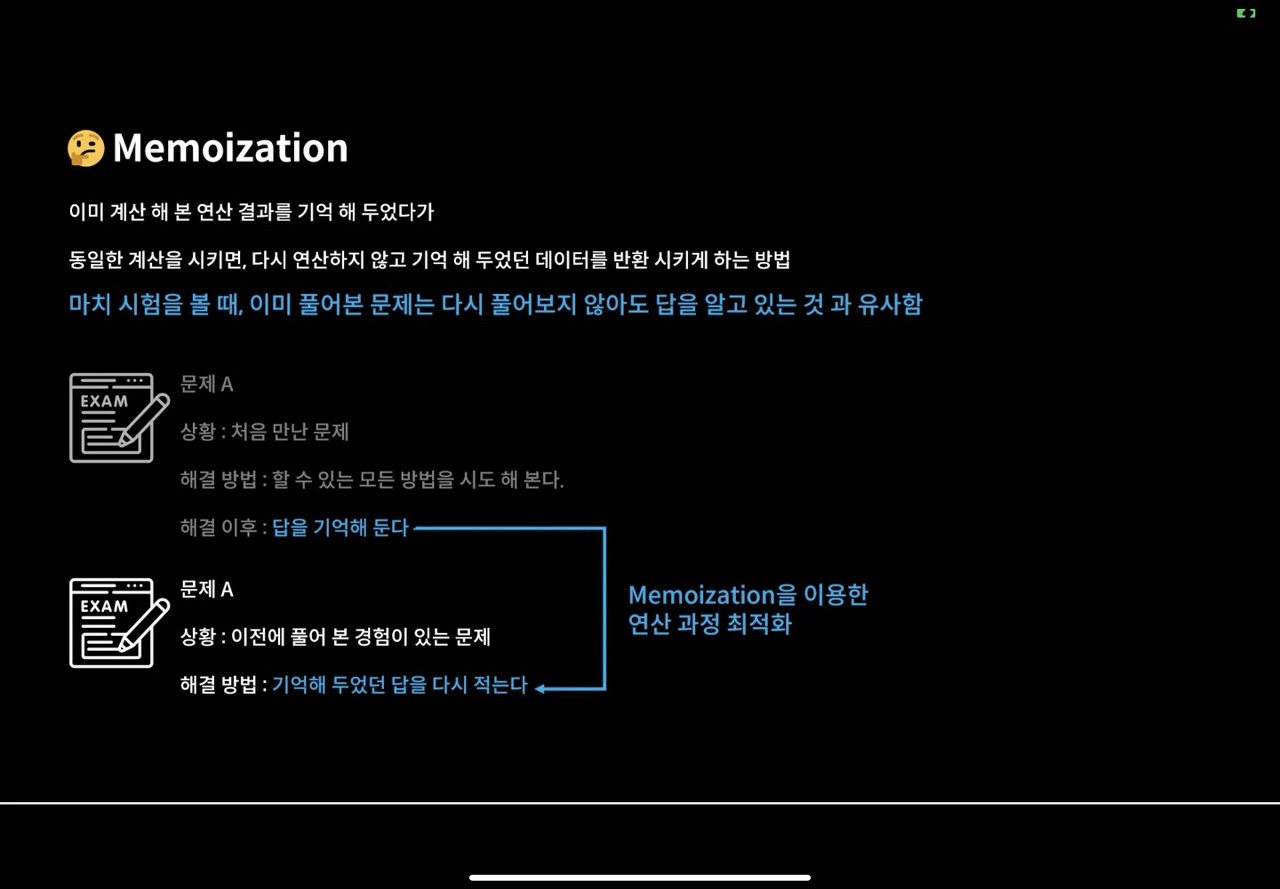 Memoization
이미 계산 해 본 연산 결과를 기억 해 두었다가
동일한 계산을 시키면, 다시 연산하지 않고 기억 해 두었던 데이터를 반환 시키게 하는 방법
마치 시험을 볼 때, 이미 풀어본 문제는 다시 풀어보지 않아도 답을 알고 있는 것 과 유사함
EXAM
문제 A
상황 : 처음 만난 문제
해결 방법 : 할 수 있는 모든 방법을 시도 해 본다.
해결 이후 : 답을 기억해 둔다
EXAM
문제 A
상황 : 이전에 풀어 본 경험이 있는 문제
해결 방법 : 기억해 두었던 답을 다시 적는다
Memoization을 이용한
연산 과정 최적화